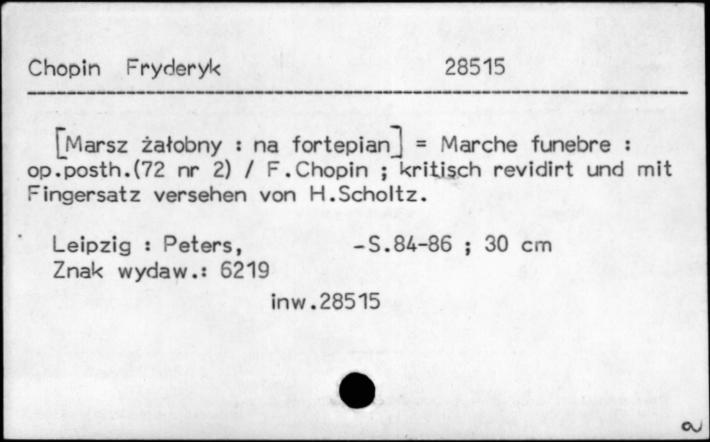 Chopin Fryderyk 28515
[Marsz żałobny : na fortepian] = Marche funebre :
op.posth.(72 nr 2) / F.Chopin ; kritisch revidirt und mit
Fingersatz versehen von H.Scholtz.
Leipzig : Peters, -S.84-86 ; 30 cm
Znak wydaw.: 6219
inw.28515
a